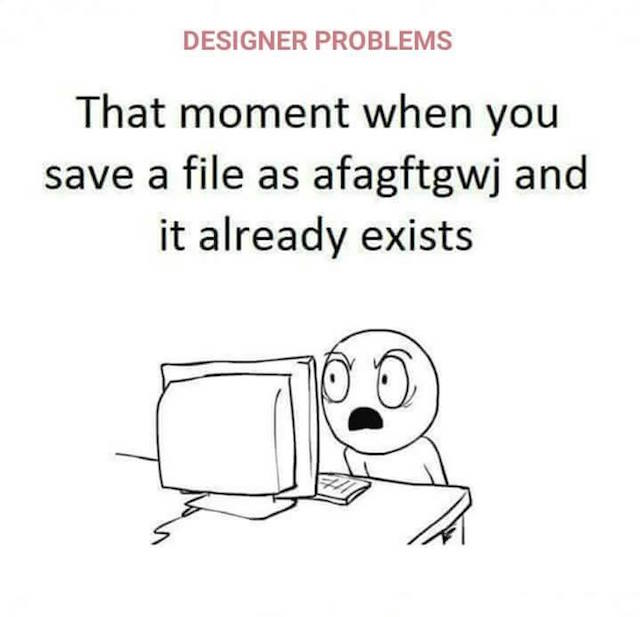 DESIGNER PROBLEMS
That moment when you
save a file as afagftgwj and
it already exists